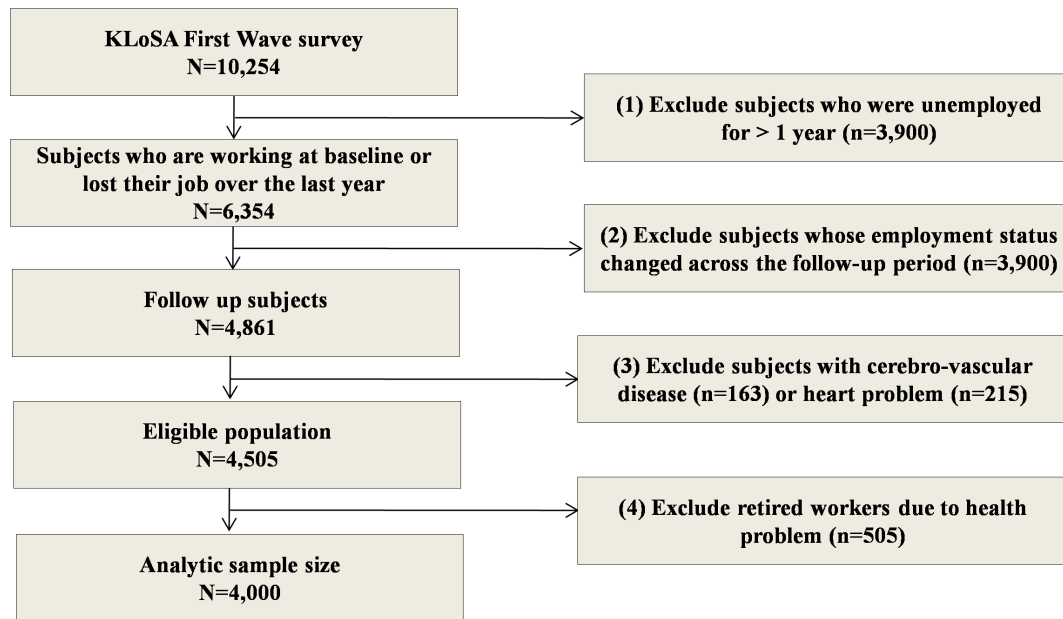 KLoSA First Wave survey
N=10,254
(1) Exclude subjects who were unemployed
for > 1 year (n=3,900)
Subjects who are working at baseline or
lost their job over the last year
N=6,354
(2) Exclude subjects whose employment status
changed across the follow-up period (n=3,900)
Follow up subjects
N=4,861
(3) Exclude subjects with cerebro-vascular
disease (n=163) or heart problem (n=215)
Eligible population
N=4,505
(4) Exclude retired workers due to health
problem (n=505)
Analytic sample size
N=4,000